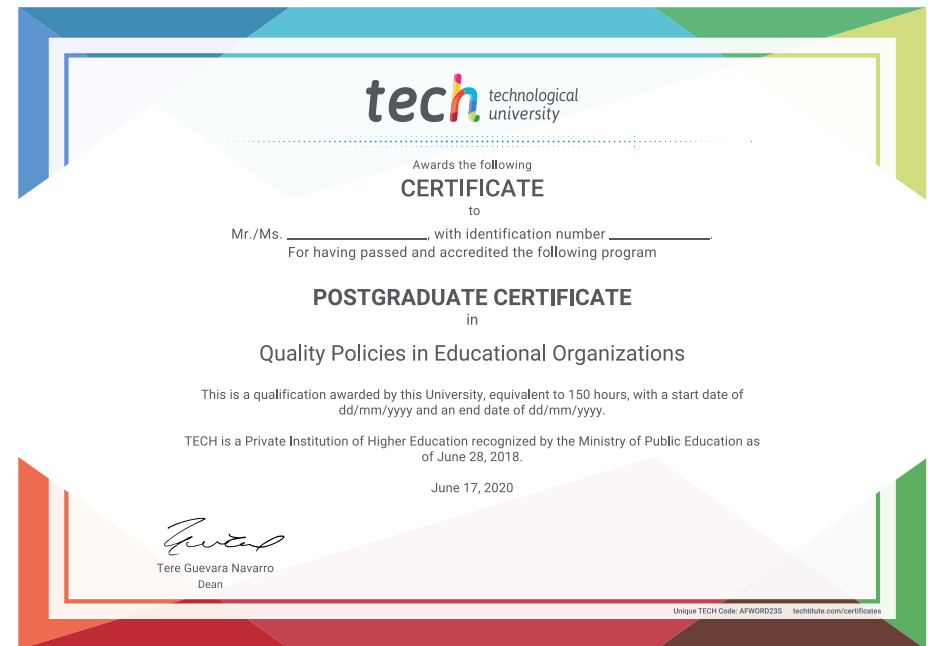 tech technological
university
Awards the following
CERTIFICATE
to
Mr./Ms. ____________________, with identification number ______________.
For having passed and accredited the following program
POSTGRADUATE CERTIFICATE
in
Quality Policies in Educational Organizations
This is a qualification awarded by this University, equivalent to 150 hours, with a start date of
dd/mm/yyyy and an end date of dd/mm/yyyy.
TECH is a Private Institution of Higher Education recognized by the Ministry of Public Education as
of June 28, 2018.
June 17, 2020
Tere Guevara Navarro
Dean
Unique TECH Code: AFWORD23S techtitute.com/certificates